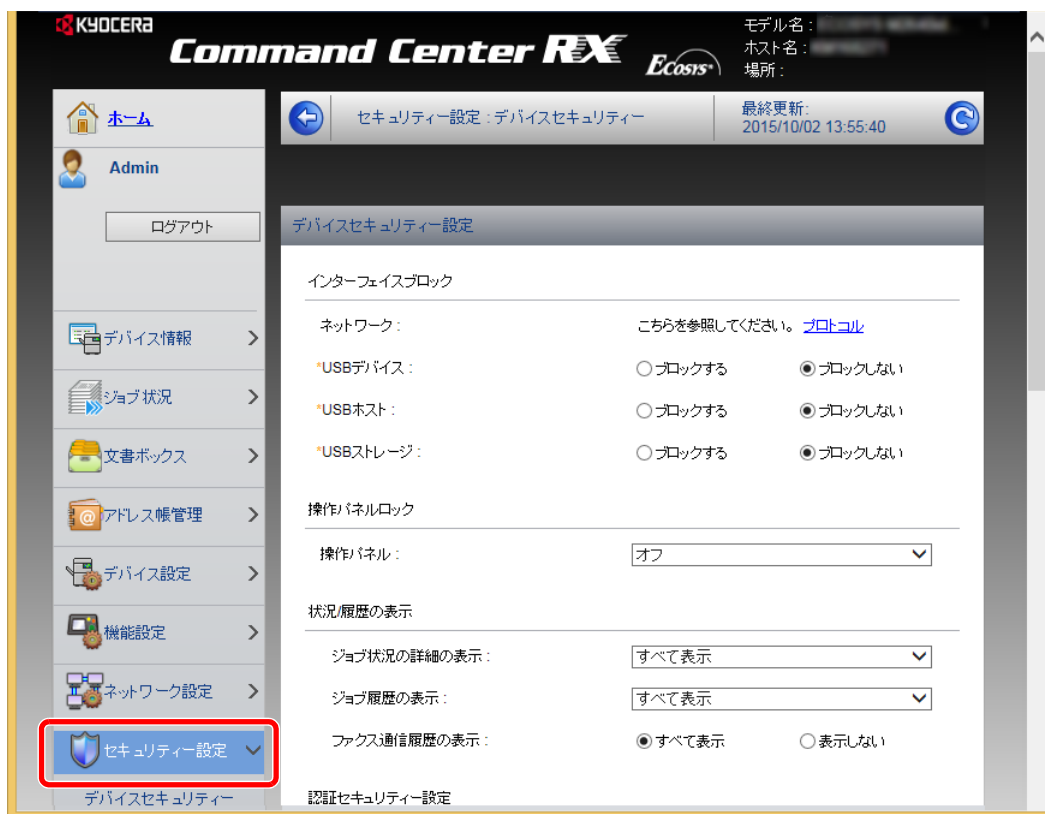 KYOCERA
Command Center RX
ECOSYS
モデル名 :
ホスト名 :
場所 :
ホーム
Admin
ログアウト
デバイス情報
ジョブ状況
文書ボックス
アドレス帳管理
デバイス設定
機能設定
ネットワーク設定
セキュリティー設定
デバイスセキュリティー
セキュリティー設定 : デバイスセキュリティー
最終更新:
2015/10/02 13:55:40
デバイスセキュリティー設定
インターフェイスブロック
ネットワーク : こちらを参照してください。 プロトコル
*USBデバイス : ブロックする ブロックしない
*USBホスト : ブロックする ブロックしない
*USBストレージ : ブロックする ブロックしない
操作パネルロック
操作パネル : オフ
状況/履歴の表示
ジョブ状況の詳細の表示 : すべて表示
ジョブ履歴の表示 : すべて表示
ファクス通信履歴の表示 : すべて表示 表示しない
認証セキュリティー設定